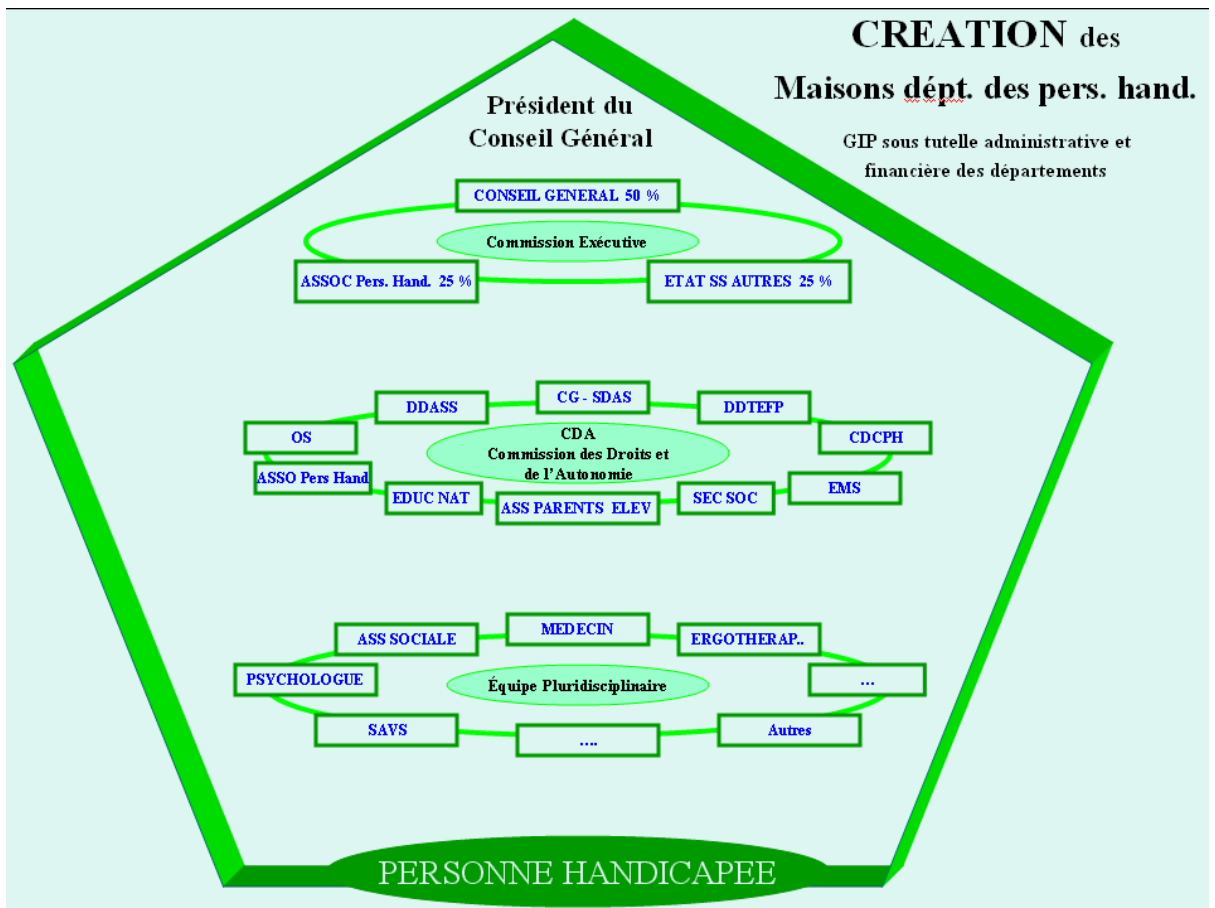 CREATION des
Maisons dépt. des pers. hand.
GIP sous tutelle administrative et
financière des départements
Président du
Conseil Général
CONSEIL GENERAL 50 %
Commission Exécutive
ASSOC Pers. Hand. 25 %
ETAT SS AUTRES 25 %
CG - SDAS
DDASS
DDTEFP
OS
CDCPH
CDA
Commission des Droits et
de l'Autonomie
ASSO Pers Hand
EMS
EDUC NAT
SEC SOC
ASS PARENTS ELEV
MEDECIN
ASS SOCIALE
ERGOTHERAP..
PSYCHOLOGUE
Équipe Pluridisciplinaire
...
SAVS
....
Autres
PERSONNE HANDICAPEE